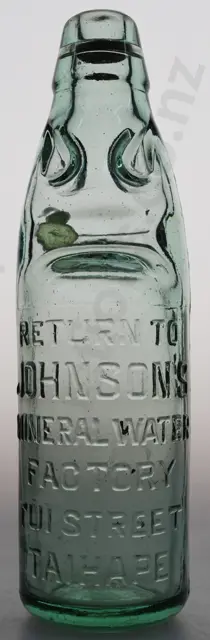 RETURN TO
JOHNSON'S
MINERAL WATER
FACTORY
TUI STREET
TAIHAPE